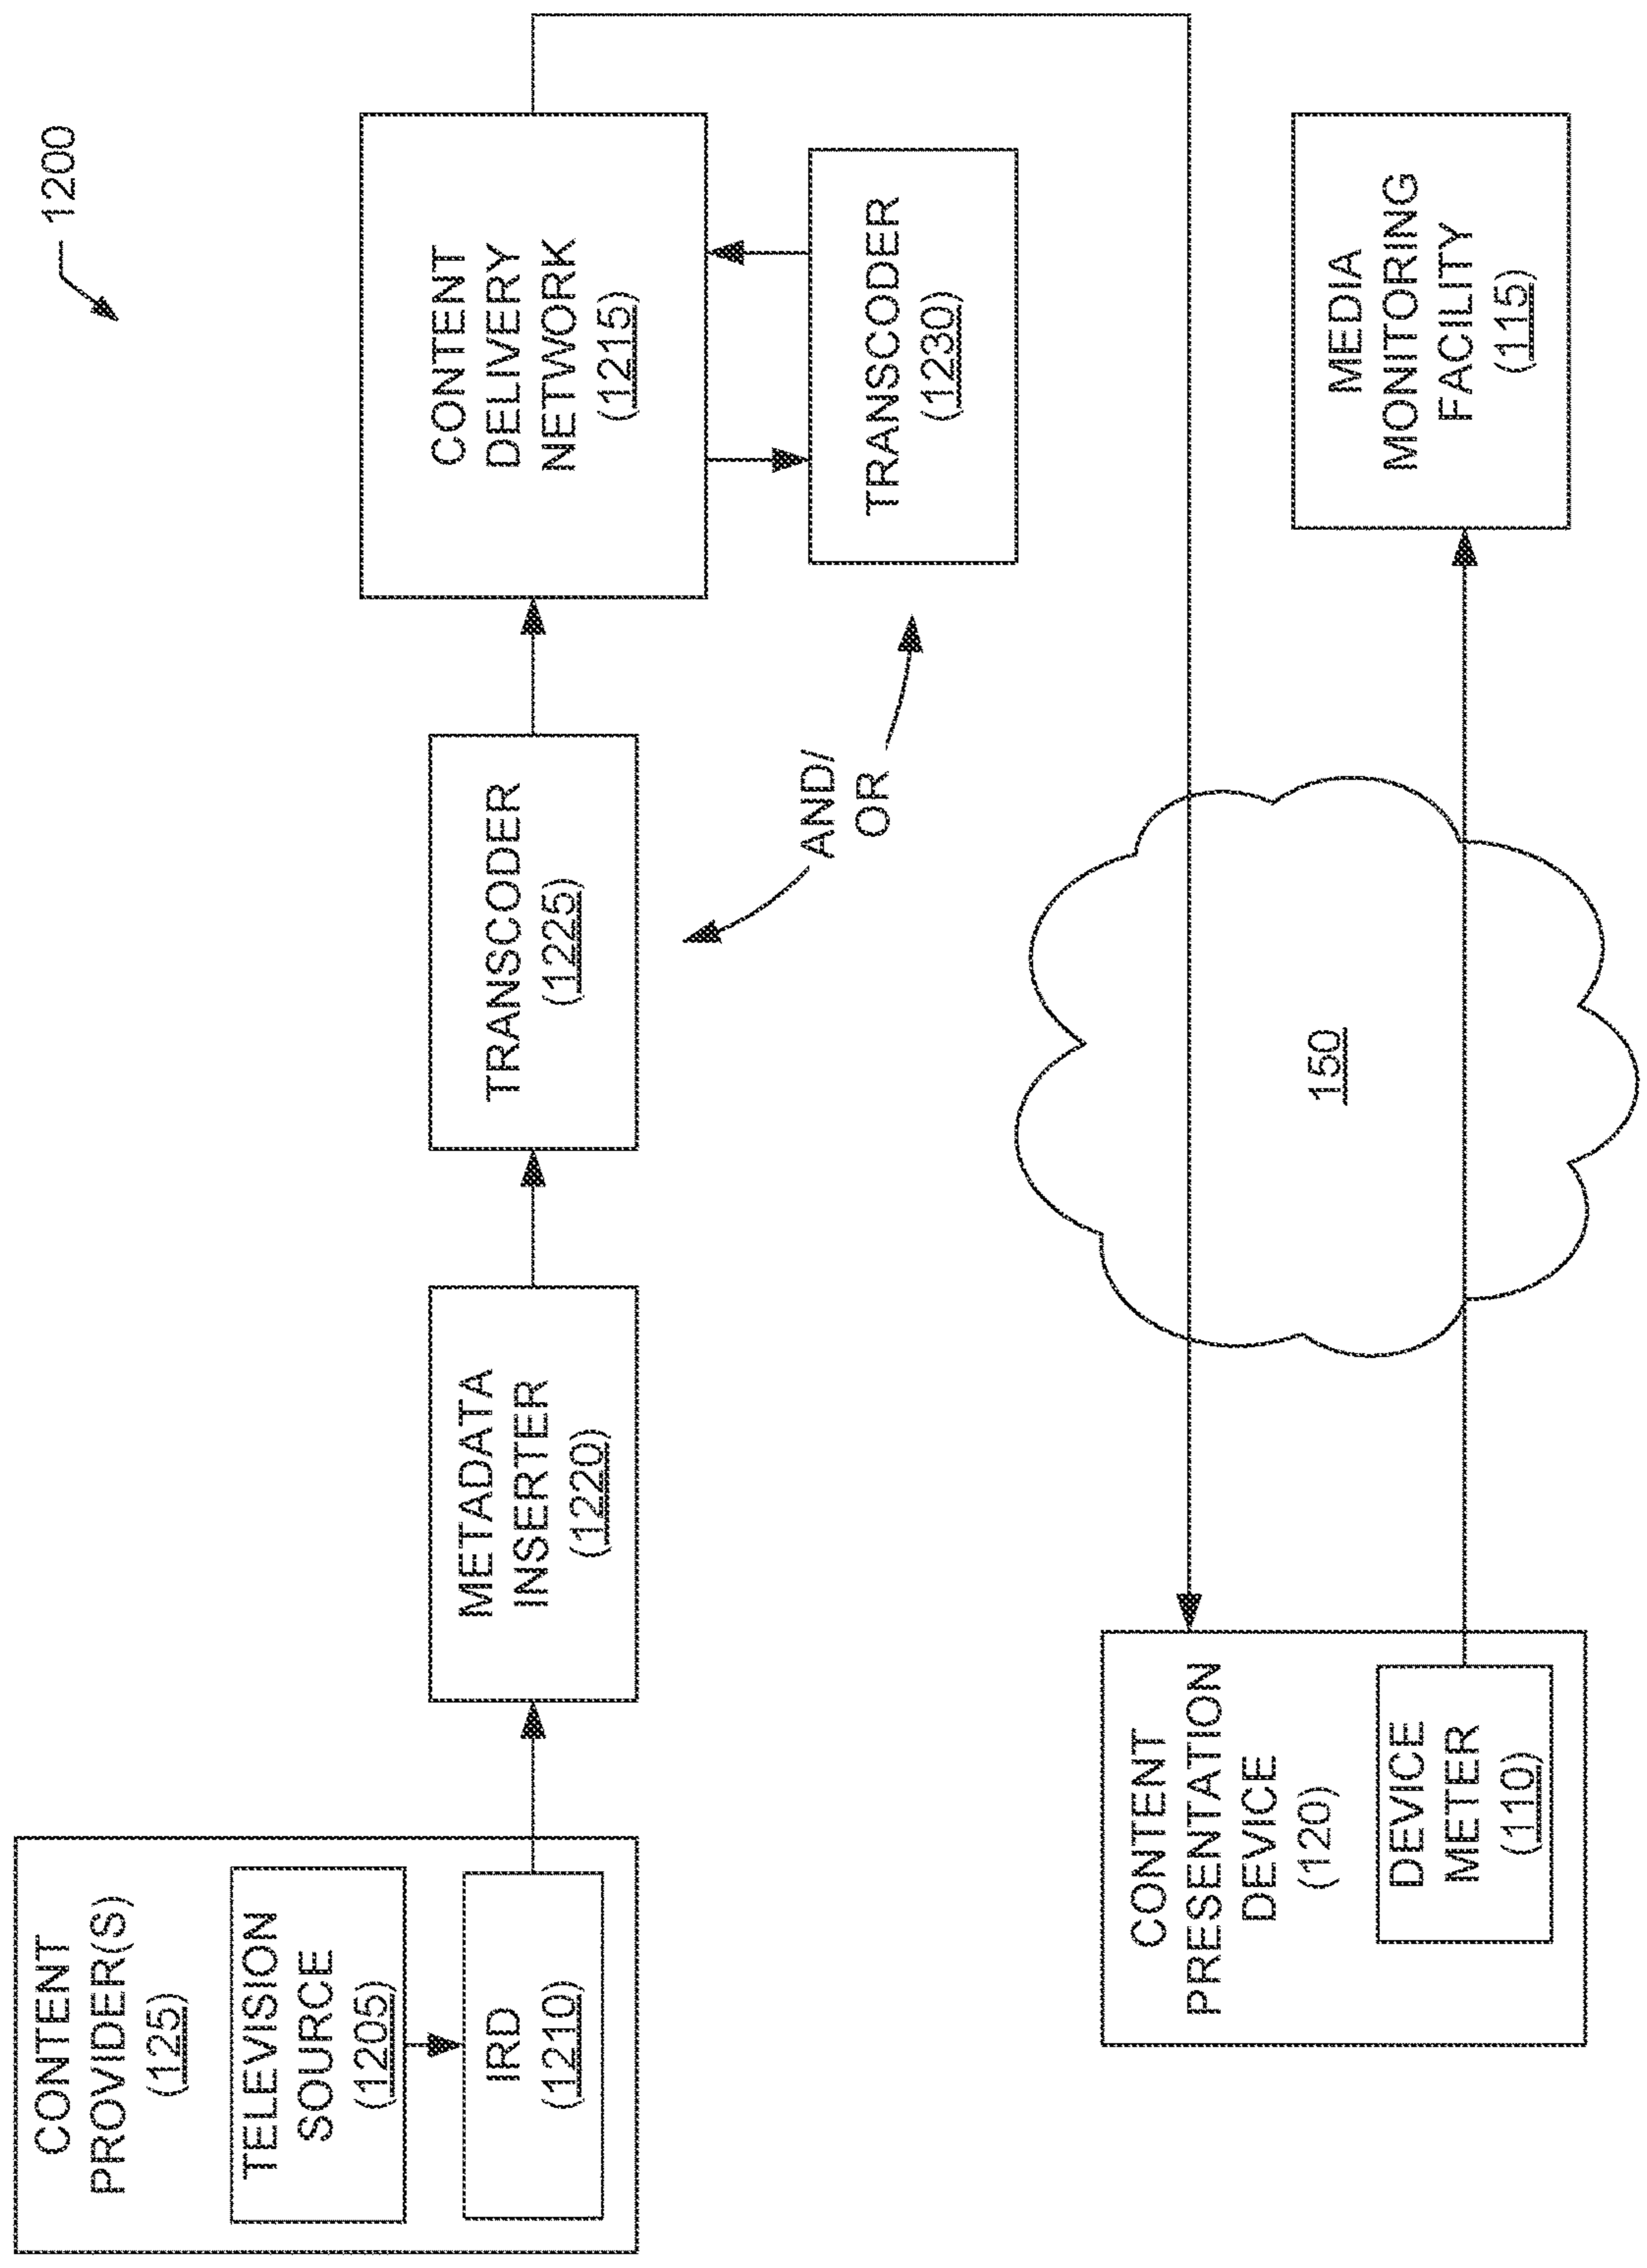 1200
CONTENT
PROVIDER(S)
(125)
TELEVISION
SOURCE
(1205)
IRD
(1210)
METADATA
INSERTER
(1220)
TRANSCODER
(1225)
CONTENT
DELIVERY
NETWORK
(1215)
TRANSCODER
(1230)
AND/
OR
CONTENT
PRESENTATION
DEVICE
(120)
DEVICE
METER
(110)
150
MEDIA
MONITORING
FACILITY
(115)